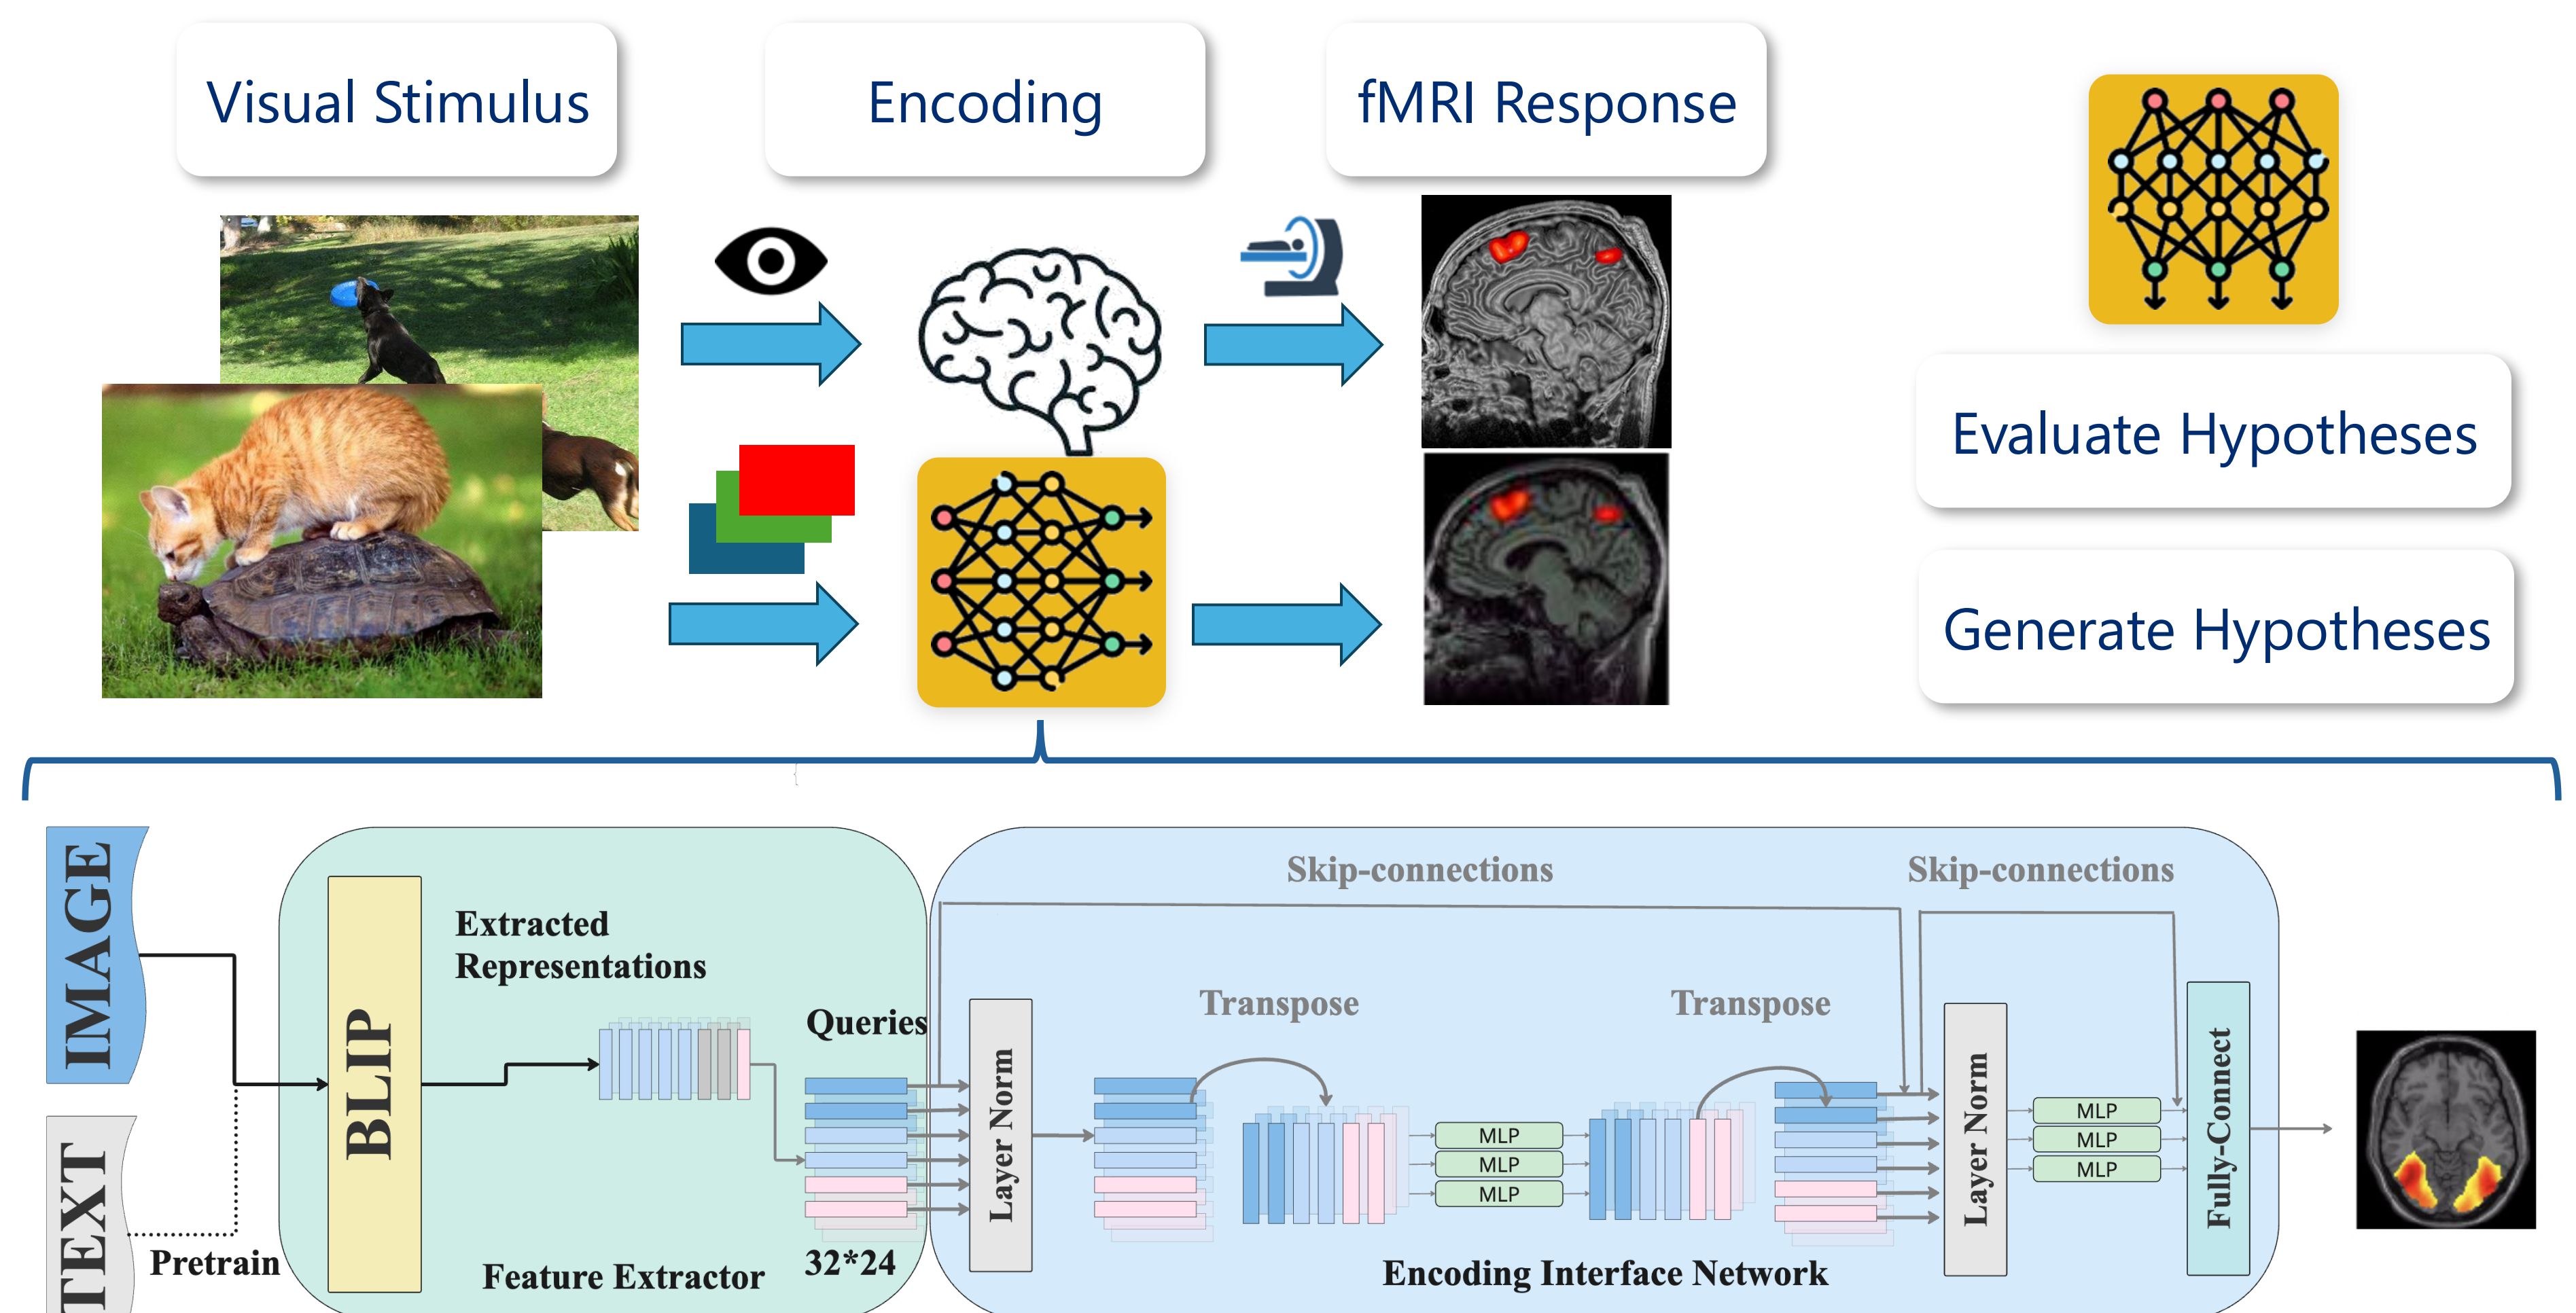 Visual Stimulus
Encoding
fMRI Response
Evaluate Hypotheses
Generate Hypotheses
IMAGE
TEXT
Pretrain
BLIP
Extracted
Representations
Queries
32*24
Feature Extractor
Skip-connections
Skip-connections
Layer Norm
Transpose
Transpose
MLP
MLP
MLP
Layer Norm
MLP
MLP
MLP
Fully-Connect
Encoding Interface Network